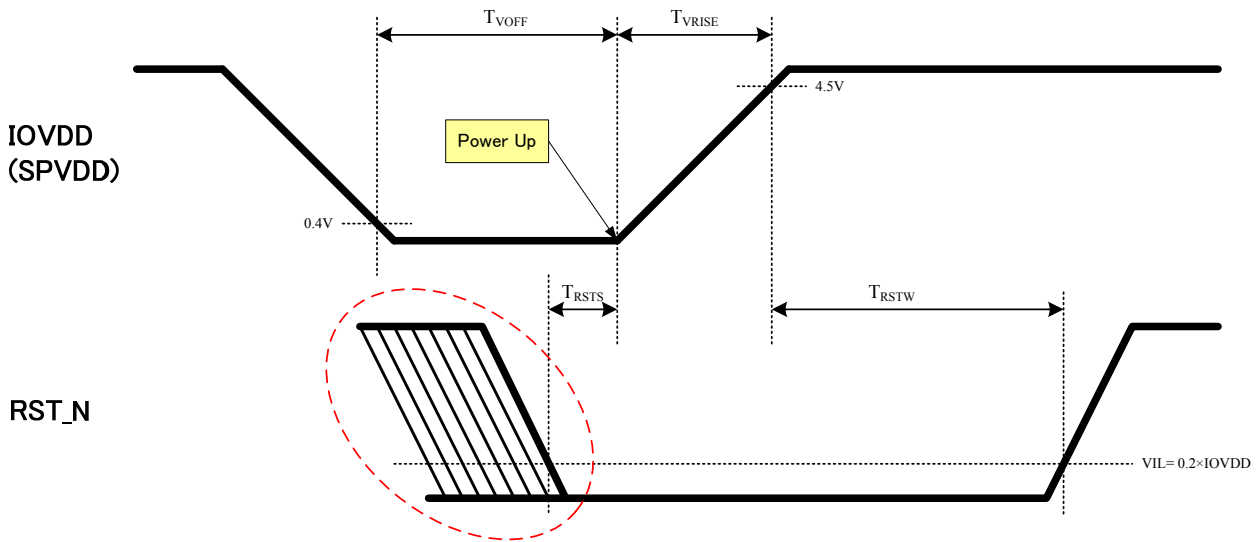 TVOFF
TVRISE
4.5V
IOVDD
(SPVDD)
Power Up
0.4V
TRSTS
TRSTW
RST_N
VIL= 0.2×IOVDD